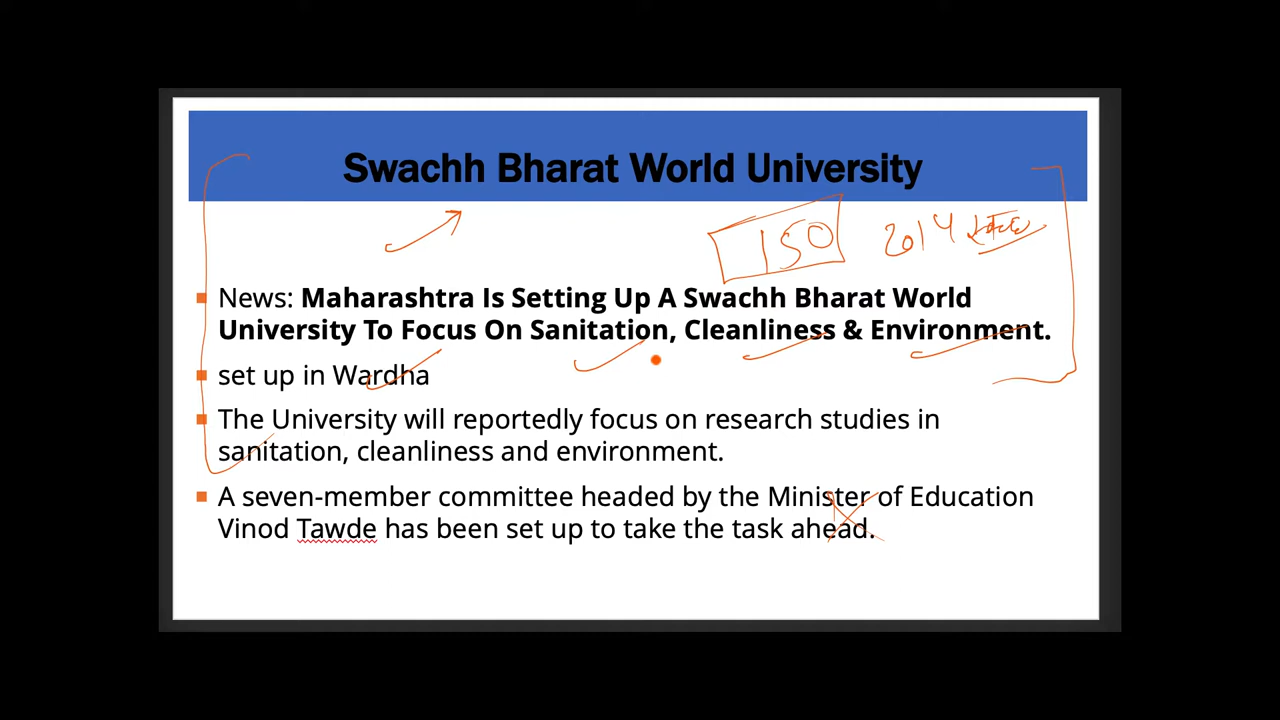 Swachh Bharat World University
150 2014
News: Maharashtra Is Setting Up A Swachh Bharat World
University To Focus On Sanitation, Cleanliness & Environment.
set up in Wardha
The University will reportedly focus on research studies in
sanitation, cleanliness and environment.
A seven-member committee headed by the Minister of Education
Vinod Tawde has been set up to take the task ahead.